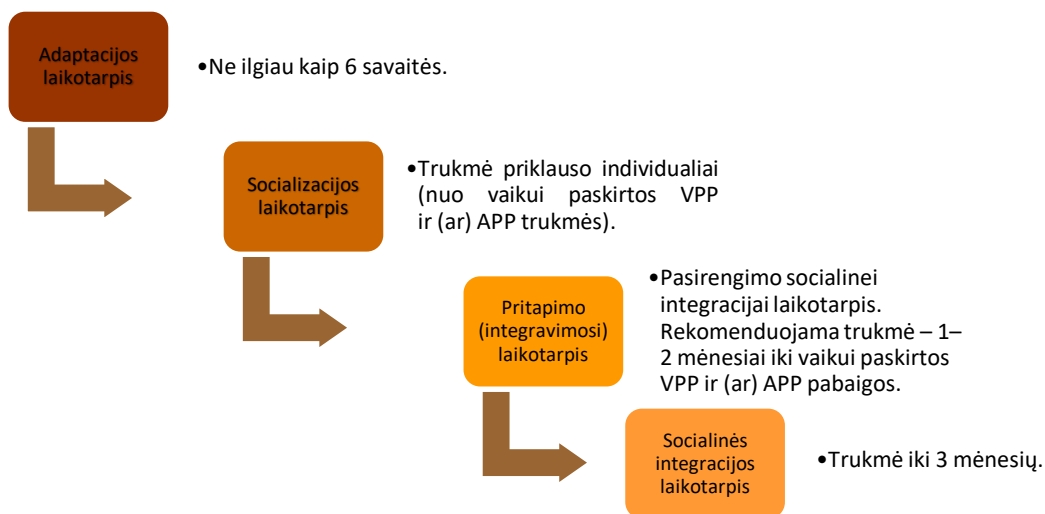 Adaptacijos
laikotarpis
•Ne ilgiau kaip 6 savaitės.
Socializacijos
laikotarpis
•Trukmė priklauso individualiai
(nuo vaikui paskirtos VPP
ir (ar) APP trukmės).
Pritapimo
(integravimosi)
laikotarpis
•Pasirengimo socialinei
integracijai laikotarpis.
Rekomenduojama trukmė – 1–
2 mėnesiai iki vaikui paskirtos
VPP ir (ar) APP pabaigos.
Socialinės
integracijos
laikotarpis
•Trukmė iki 3 mėnesių.